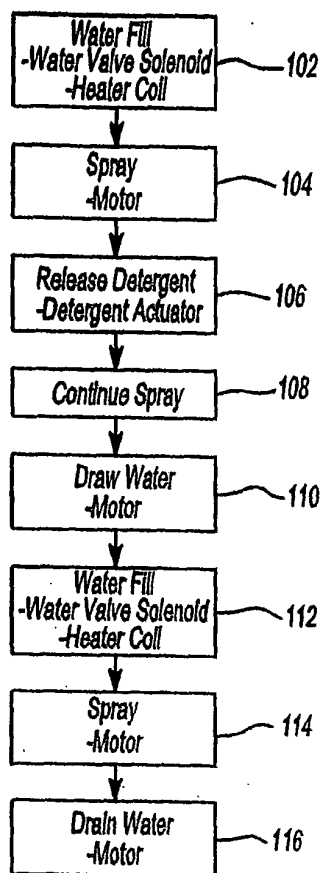 Water Fill
-Water Valve Solenoid
-Heater Coil
102
Spray
-Motor
104
Release Detergent
-Detergent Actuator
106
Continue Spray
108
Draw Water
-Motor
110
Water Fill
-Water Valve Solenoid
-Heater Coil
112
Spray
-Motor
114
Drain Water
-Motor
116